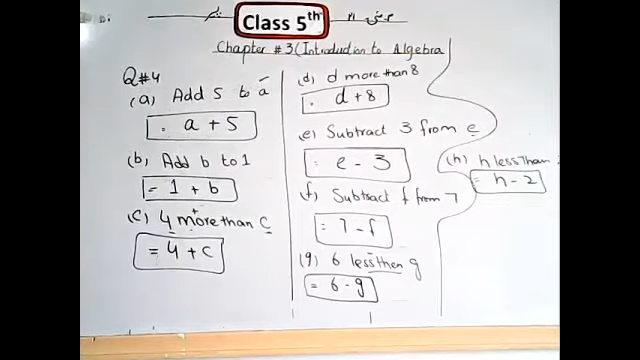 Class 5th
Chapter #3 (Introduction to Algebra
Q#4
(a) Add 5 to a
= a + 5
(b) Add b to 1
= 1 + b
(c) 4 more than c
= 4 + c
(d) d more than 8
= d + 8
(e) Subtract 3 from e
= e - 3
(f) Subtract f from 7
= 7 - f
(g) 6 less then g
= 6 - g
(h) h less than
= h - 2